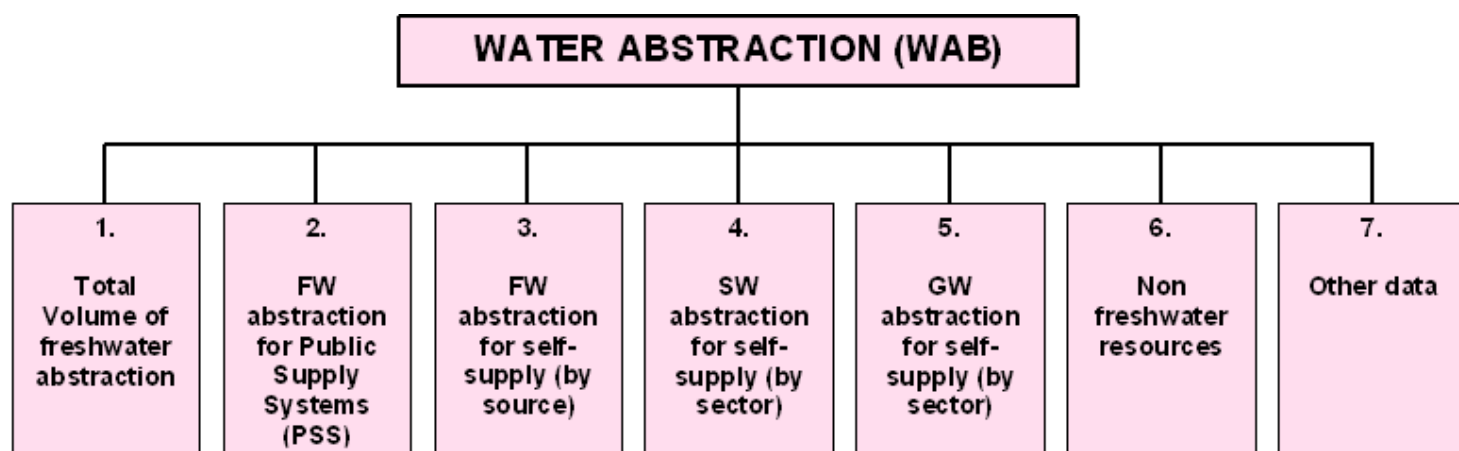 WATER ABSTRACTION (WAB)
1.
Total
Volume of
freshwater
abstraction
2.
FW
abstraction
for Public
Supply
Systems
(PSS)
3.
FW
abstraction
for self-
supply (by
source)
4.
SW
abstraction
for self-
supply (by
sector)
5.
GW
abstraction
for self-
supply (by
sector)
6.
Non
freshwater
resources
7.
Other data